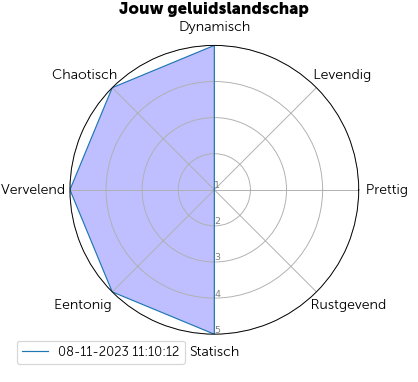 Jouw geluidslandschap
Dynamisch
Chaotisch
Levendig
Vervelend
Prettig
1
2
3
4
5
Eentonig
Rustgevend
08-11-2023 11:10:12
Statisch